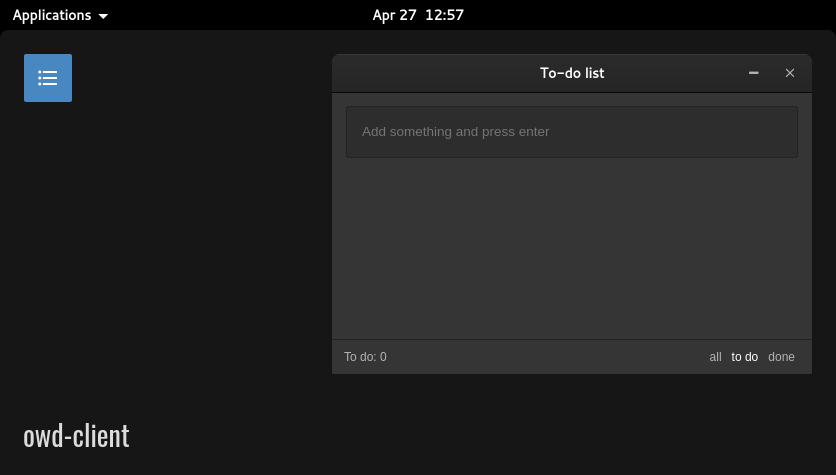 Applications
Apr 27 12:57
To-do list
Add something and press enter
To do: 0
all to do done
owd-client